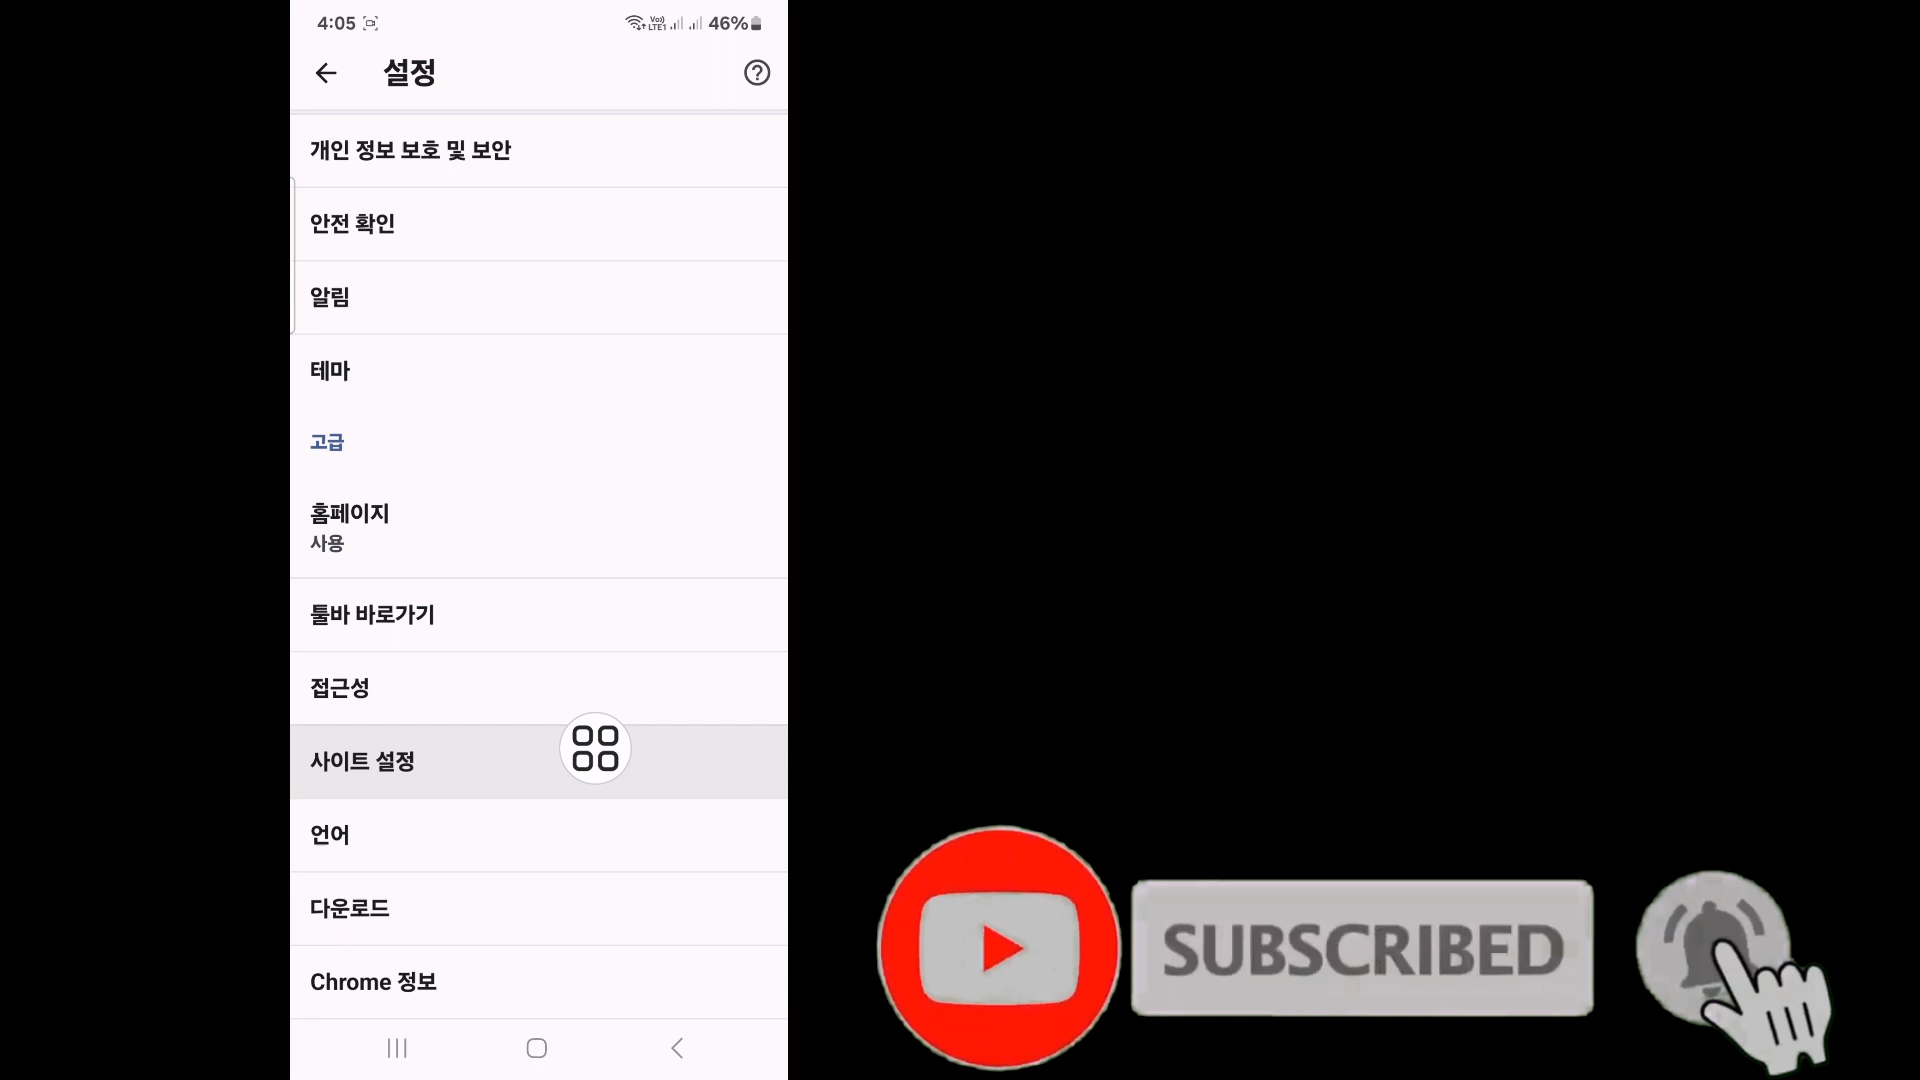 4:05
Vo)) LTE1 46%
설정
개인 정보 보호 및 보안
안전 확인
알림
테마
고급
홈페이지
사용
툴바 바로가기
접근성
사이트 설정
언어
다운로드
Chrome 정보
SUBSCRIBED